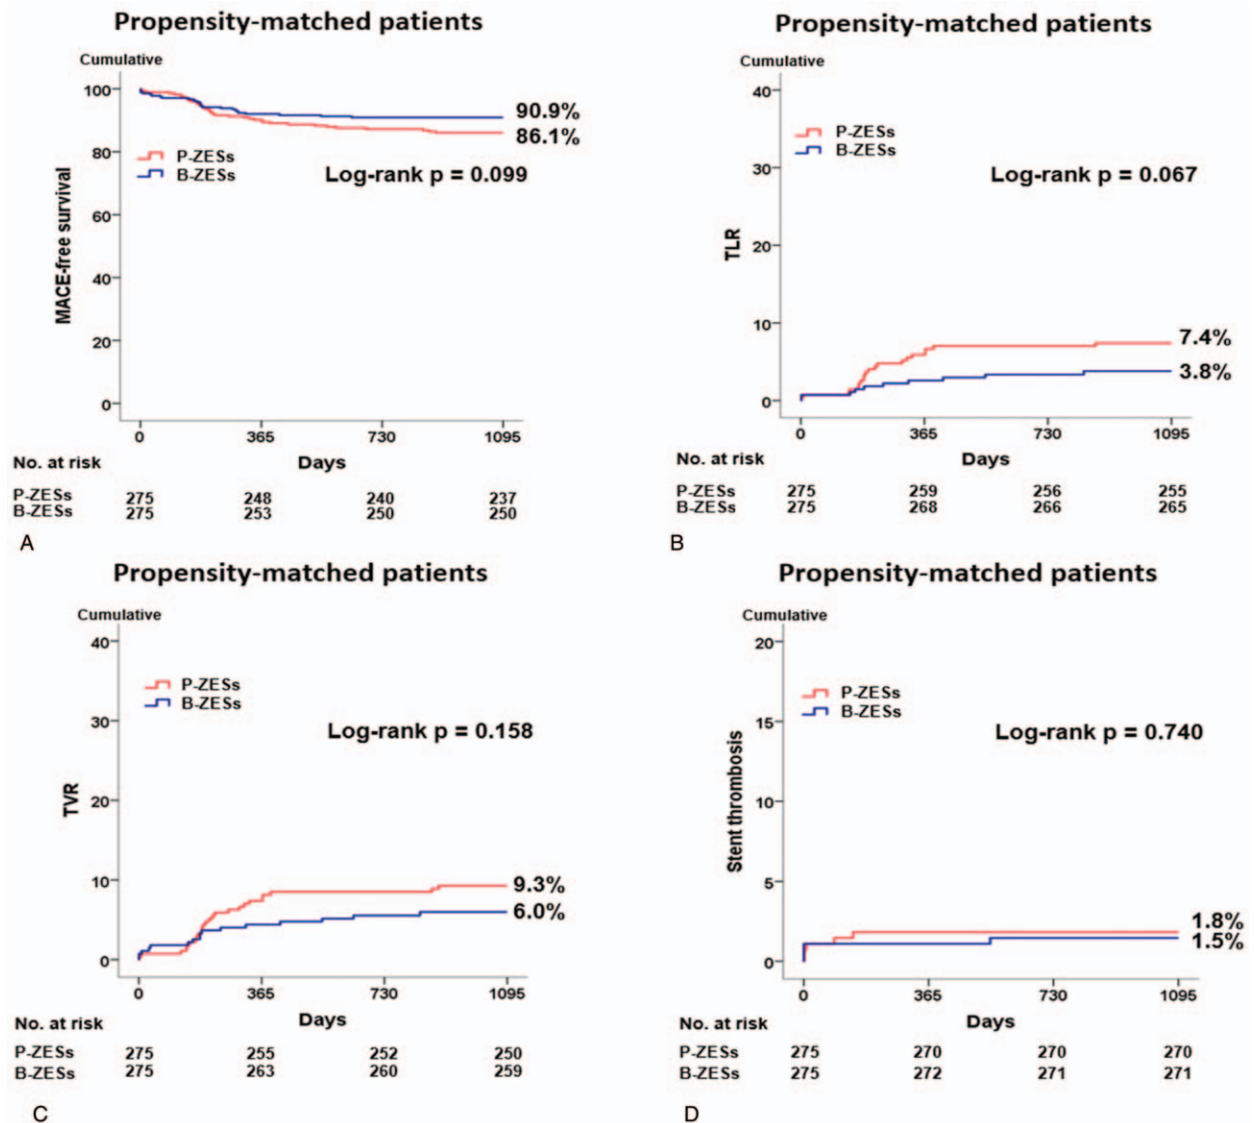 Propensity-matched patients
Cumulative
100
80
60
40
20
0
MACE-free survival
P-ZESs
B-ZESs
90.9%
86.1%
Log-rank p = 0.099
0 365 730 1095
No. at risk Days
P-ZESs 275 248 240 237
B-ZESs 275 253 250 250
A
Propensity-matched patients
Cumulative
40
30
20
10
0
TLR
P-ZESs
B-ZESs
Log-rank p = 0.067
7.4%
3.8%
0 365 730 1095
No. at risk Days
P-ZESs 275 259 256 255
B-ZESs 275 268 266 265
B
Propensity-matched patients
Cumulative
40
30
20
10
0
TVR
P-ZESs
B-ZESs
Log-rank p = 0.158
9.3%
6.0%
0 365 730 1095
No. at risk Days
P-ZESs 275 255 252 250
B-ZESs 275 263 260 259
C
Propensity-matched patients
Cumulative
20
15
10
5
0
Stent thrombosis
P-ZESs
B-ZESs
Log-rank p = 0.740
1.8%
1.5%
0 365 730 1095
No. at risk Days
P-ZESs 275 270 270 270
B-ZESs 275 272 271 271
D